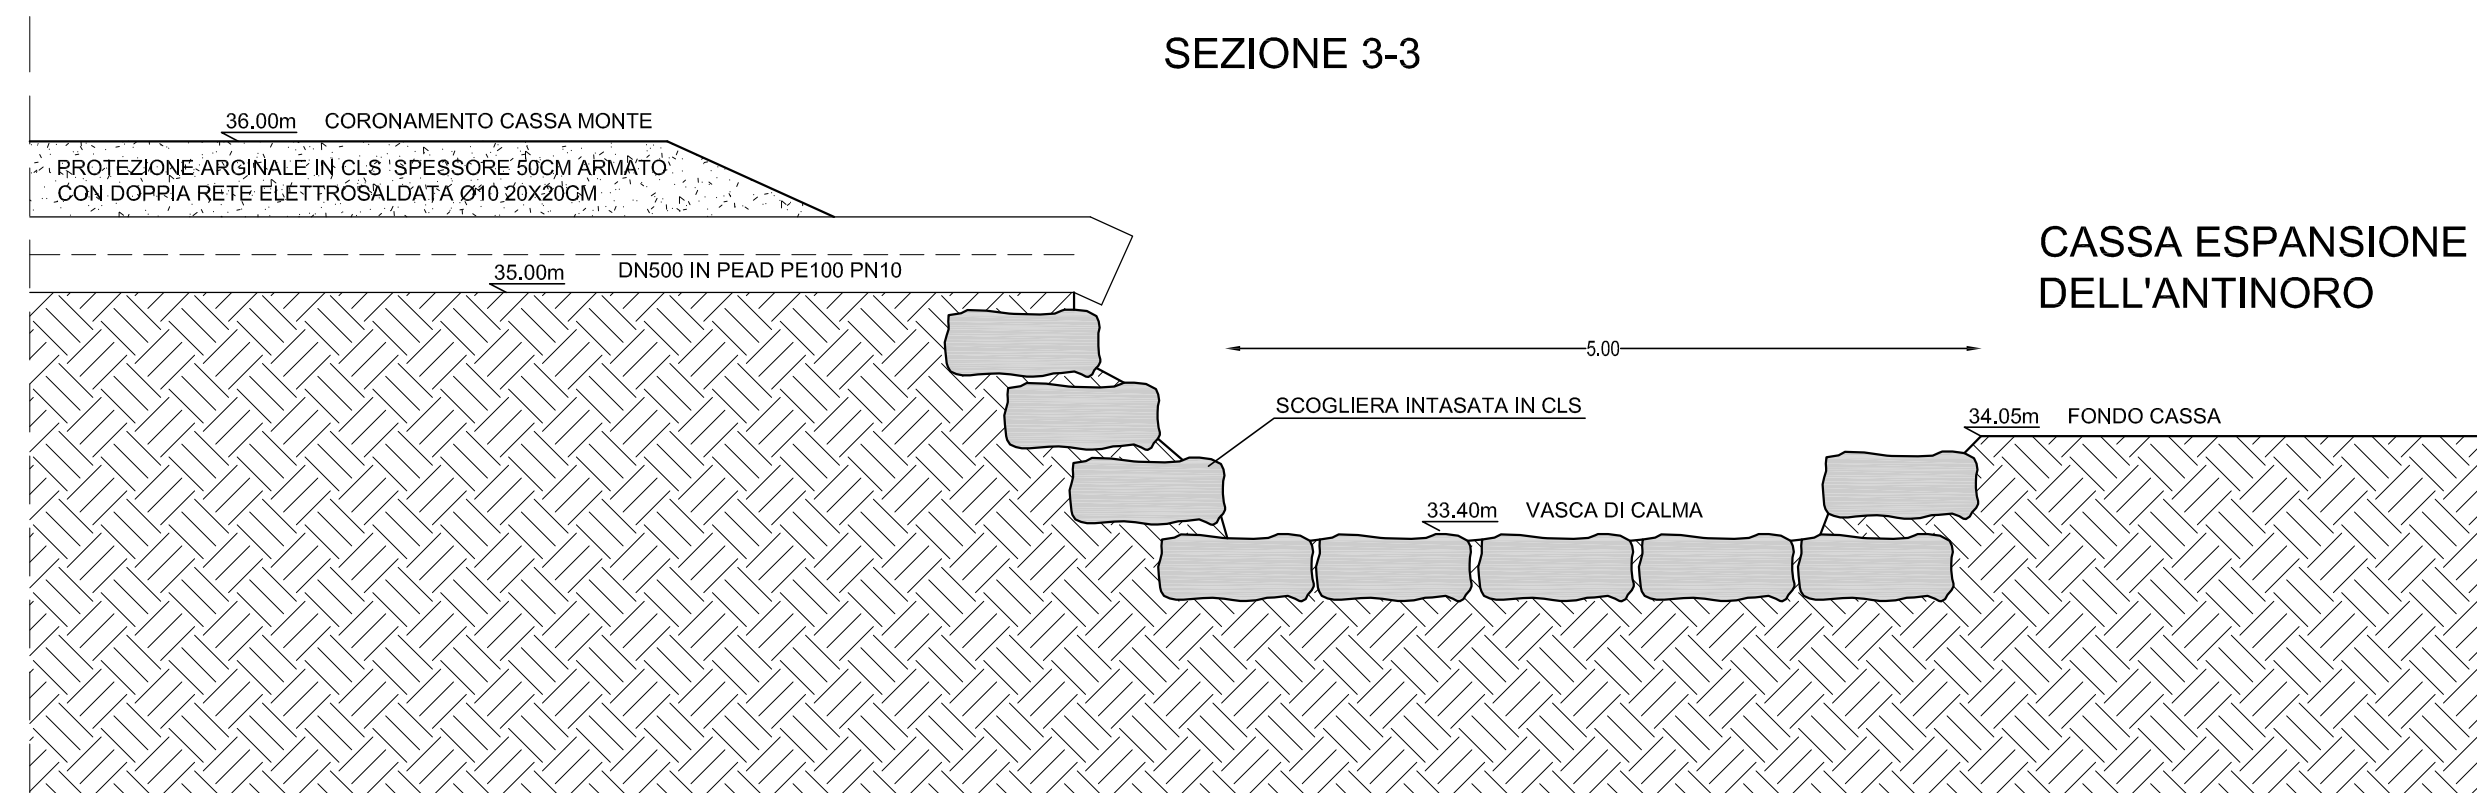 SEZIONE 3-3
36.00m CORONAMENTO CASSA MONTE
PROTEZIONE ARGINALE IN CLS SPESSORE 50CM ARMATO
CON DOPPIA RETE ELETTROSALDATA Ø10 20X20CM
CASSA ESPANSIONE
DELL'ANTINORO
35.00m DN500 IN PEAD PE100 PN10
5.00
SCOGLIERA INTASATA IN CLS
34.05m FONDO CASSA
33.40m VASCA DI CALMA